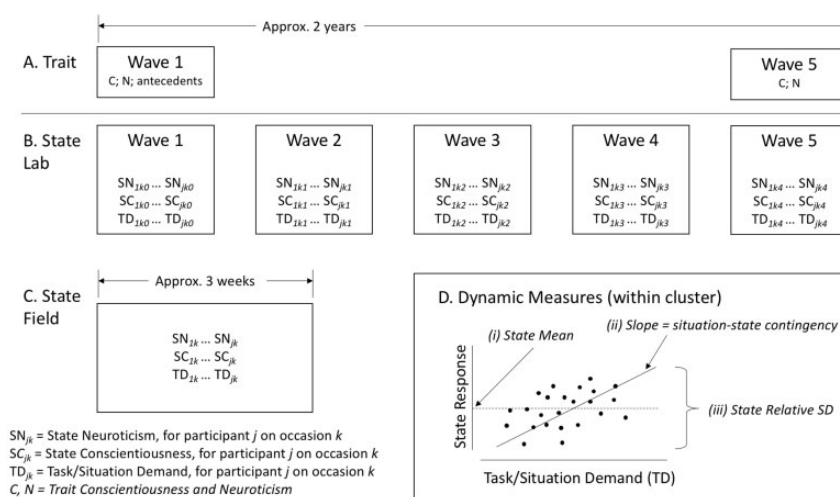 Approx. 2 years
A. Trait
Wave 1
C; N; antecedents
Wave 5
C; N
B. State
Lab
Wave 1
SN1k0 ... SNjk0
SC1k0 ... SCjk0
TD1k0 ... TDjk0
Wave 2
SN1k1 ... SNjk1
SC1k1 ... SCjk1
TD1k1 ... TDjk1
Wave 3
SN1k2 ... SNjk2
SC1k2 ... SCjk2
TD1k2 ... TDjk2
Wave 4
SN1k3 ... SNjk3
SC1k3 ... SCjk3
TD1k3 ... TDjk3
Wave 5
SN1k4 ... SNjk4
SC1k4 ... SCjk4
TD1k4 ... TDjk4
Approx. 3 weeks
C. State
Field
SN1k ... SNjk
SC1k ... SCjk
TD1k ... TDjk
SNjk = State Neuroticism, for participant j on occasion k
SCjk = State Conscientiousness, for participant j on occasion k
TDjk = Task/Situation Demand, for participant j on occasion k
C, N = Trait Conscientiousness and Neuroticism
D. Dynamic Measures (within cluster)
(i) State Mean
(ii) Slope = situation-state contingency
(iii) State Relative SD
State Response
Task/Situation Demand (TD)